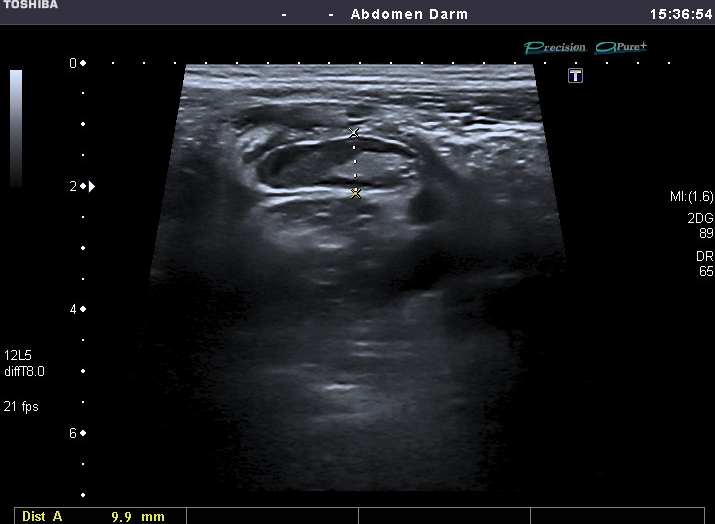 TOSHIBA
- - Abdomen Darm 15:36:54
Precision APure+
T
0
2
4
6
MI:(1.6)
2DG
89
DR
65
12L5
diffT8.0
21 fps
Dist A 9.9 mm